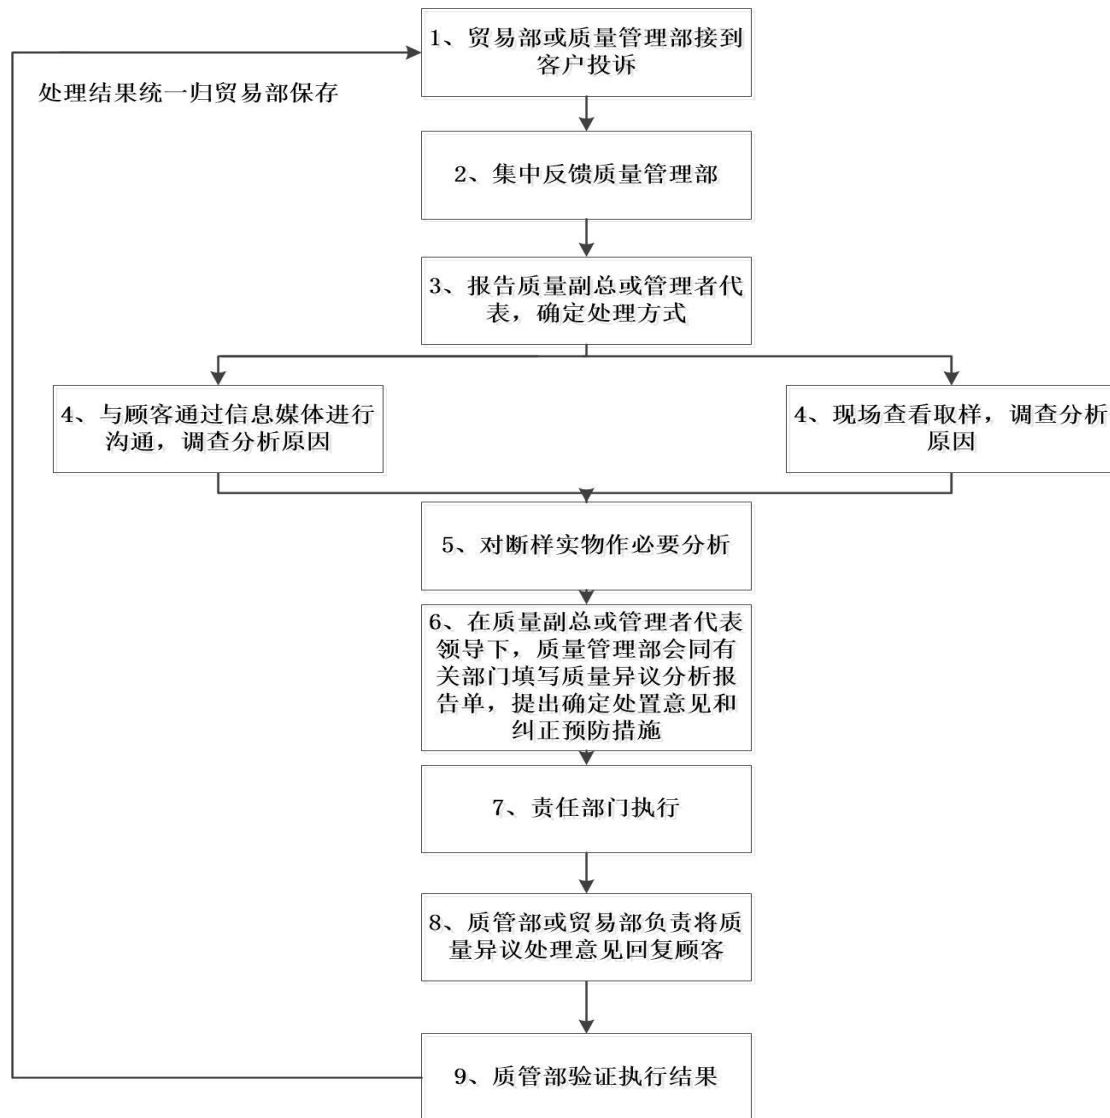 1、贸易部或质量管理部接到
客户投诉
处理结果统一归贸易部保存
2、集中反馈质量管理部
3、报告质量副总或管理者代
表，确定处理方式
4、与顾客通过信息媒体进行
沟通，调查分析原因
4、现场查看取样，调查分析
原因
5、对断样实物作必要分析
6、在质量副总或管理者代表
领导下，质量管理部会同有
关部门填写质量异议分析报
告单，提出确定处置意见和
纠正预防措施
7、责任部门执行
8、质管部或贸易部负责将质
量异议处理意见回复顾客
9、质管部验证执行结果